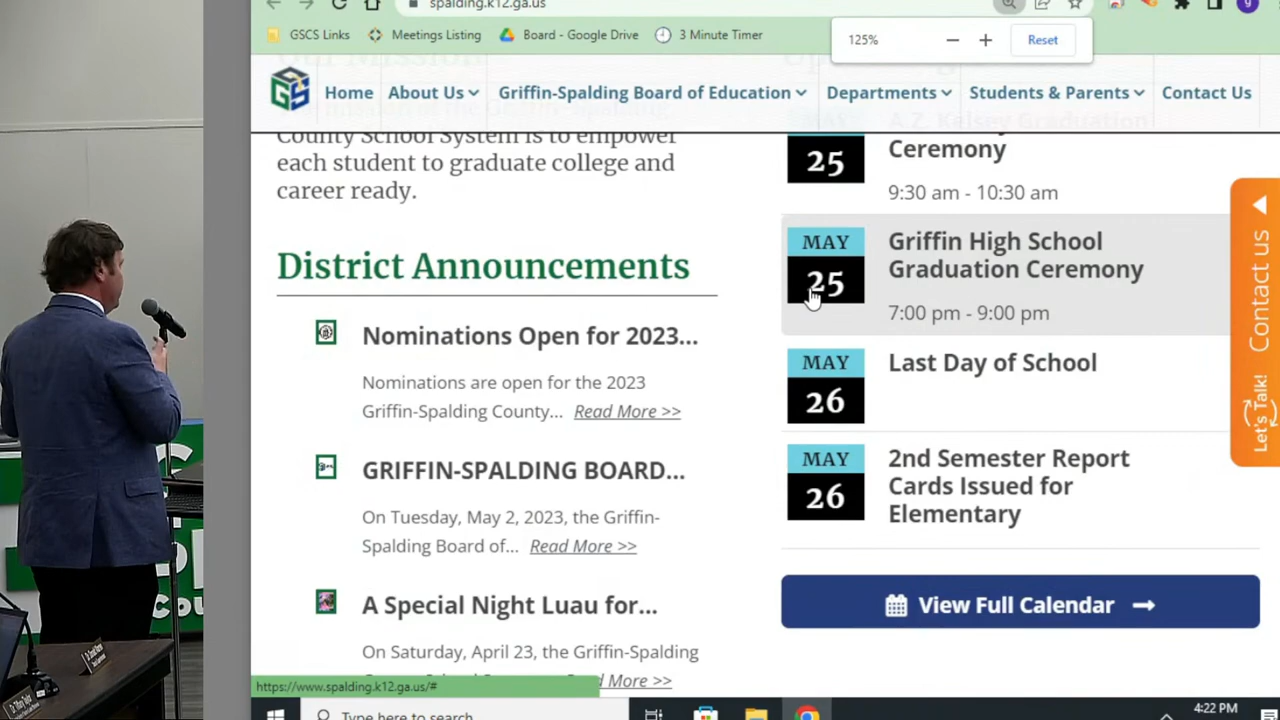 spalding.k12.ga.us
GSCS Links
Meetings Listing
Board - Google Drive
3 Minute Timer
125%
Reset
Home
About Us
Griffin-Spalding Board of Education
Departments
Students & Parents
Contact Us
County School System is to empower
each student to graduate college and
career ready.
District Announcements
Nominations Open for 2023...
Nominations are open for the 2023
Griffin-Spalding County... Read More >>
GRIFFIN-SPALDING BOARD...
On Tuesday, May 2, 2023, the Griffin-
Spalding Board of... Read More >>
A Special Night Luau for...
On Saturday, April 23, the Griffin-Spalding
d More >>
A.Z. Kelsey Graduation
25
Ceremony
9:30 am - 10:30 am
MAY
25
Griffin High School
Graduation Ceremony
7:00 pm - 9:00 pm
MAY
26
Last Day of School
MAY
26
2nd Semester Report
Cards Issued for
Elementary
View Full Calendar
Contact us
Let's Talk!
https://www.spalding.k12.ga.us/#
Type here to search
4:22 PM